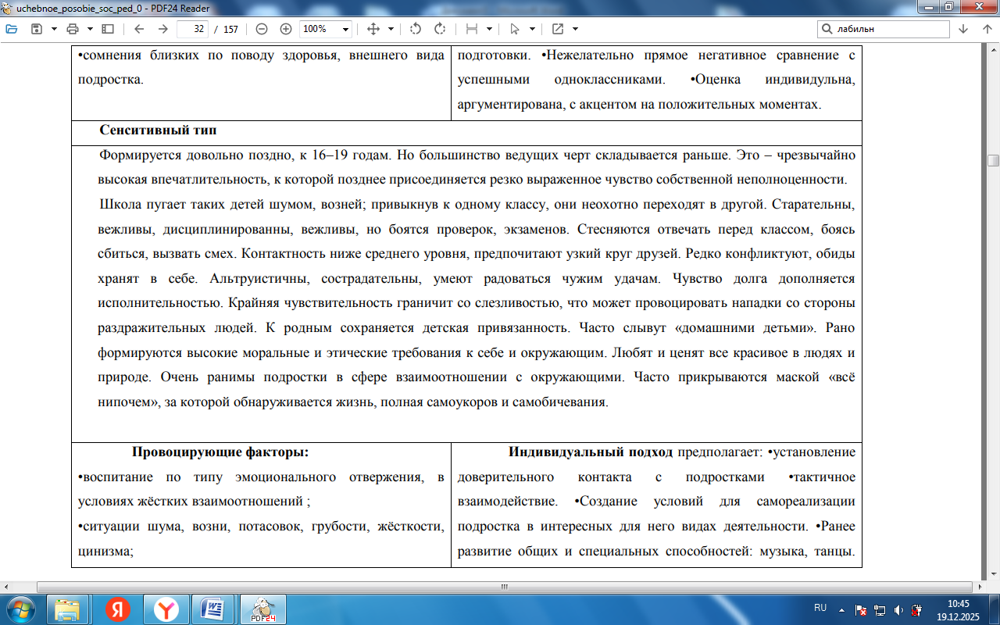 uchebnoe_posobie_soc_ped_0 - PDF24 Reader
32 / 157
100%
лабильн
•сомнения близких по поводу здоровья, внешнего вида
подростка.
подготовки. •Нежелательно прямое негативное сравнение с
успешными одноклассниками. •Оценка индивидульна,
аргументирована, с акцентом на положительных моментах.
Сенситивный тип
Формируется довольно поздно, к 16–19 годам. Но большинство ведущих черт складывается раньше. Это – чрезвычайно
высокая впечатлительность, к которой позднее присоединяется резко выраженное чувство собственной неполноценности.
Школа пугает таких детей шумом, возней; привыкнув к одному классу, они неохотно переходят в другой. Старательны,
вежливы, дисциплинированны, вежливы, но боятся проверок, экзаменов. Стесняются отвечать перед классом, боясь
сбиться, вызвать смех. Контактность ниже среднего уровня, предпочитают узкий круг друзей. Редко конфликтуют, обиды
хранят в себе. Альтруистичны, сострадательны, умеют радоваться чужим удачам. Чувство долга дополняется
исполнительностью. Крайняя чувствительность граничит со слезливостью, что может провоцировать нападки со стороны
раздражительных людей. К родным сохраняется детская привязанность. Часто слывут «домашними детьми». Рано
формируются высокие моральные и этические требования к себе и окружающим. Любят и ценят все красивое в людях и
природе. Очень ранимы подростки в сфере взаимоотношении с окружающими. Часто прикрываются маской «всё
нипочем», за которой обнаруживается жизнь, полная самоукоров и самобичевания.
Провоцирующие факторы:
•воспитание по типу эмоционального отвержения, в
условиях жёстких взаимоотношений ;
•ситуации шума, возни, потасовок, грубости, жёсткости,
цинизма;
Индивидуальный подход предполагает: •установление
доверительного контакта с подростками •тактичное
взаимодействие. •Создание условий для самореализации
подростка в интересных для него видах деятельности. •Ранее
развитие общих и специальных способностей: музыка, танцы.
PDF24
RU
10:45
19.12.2025